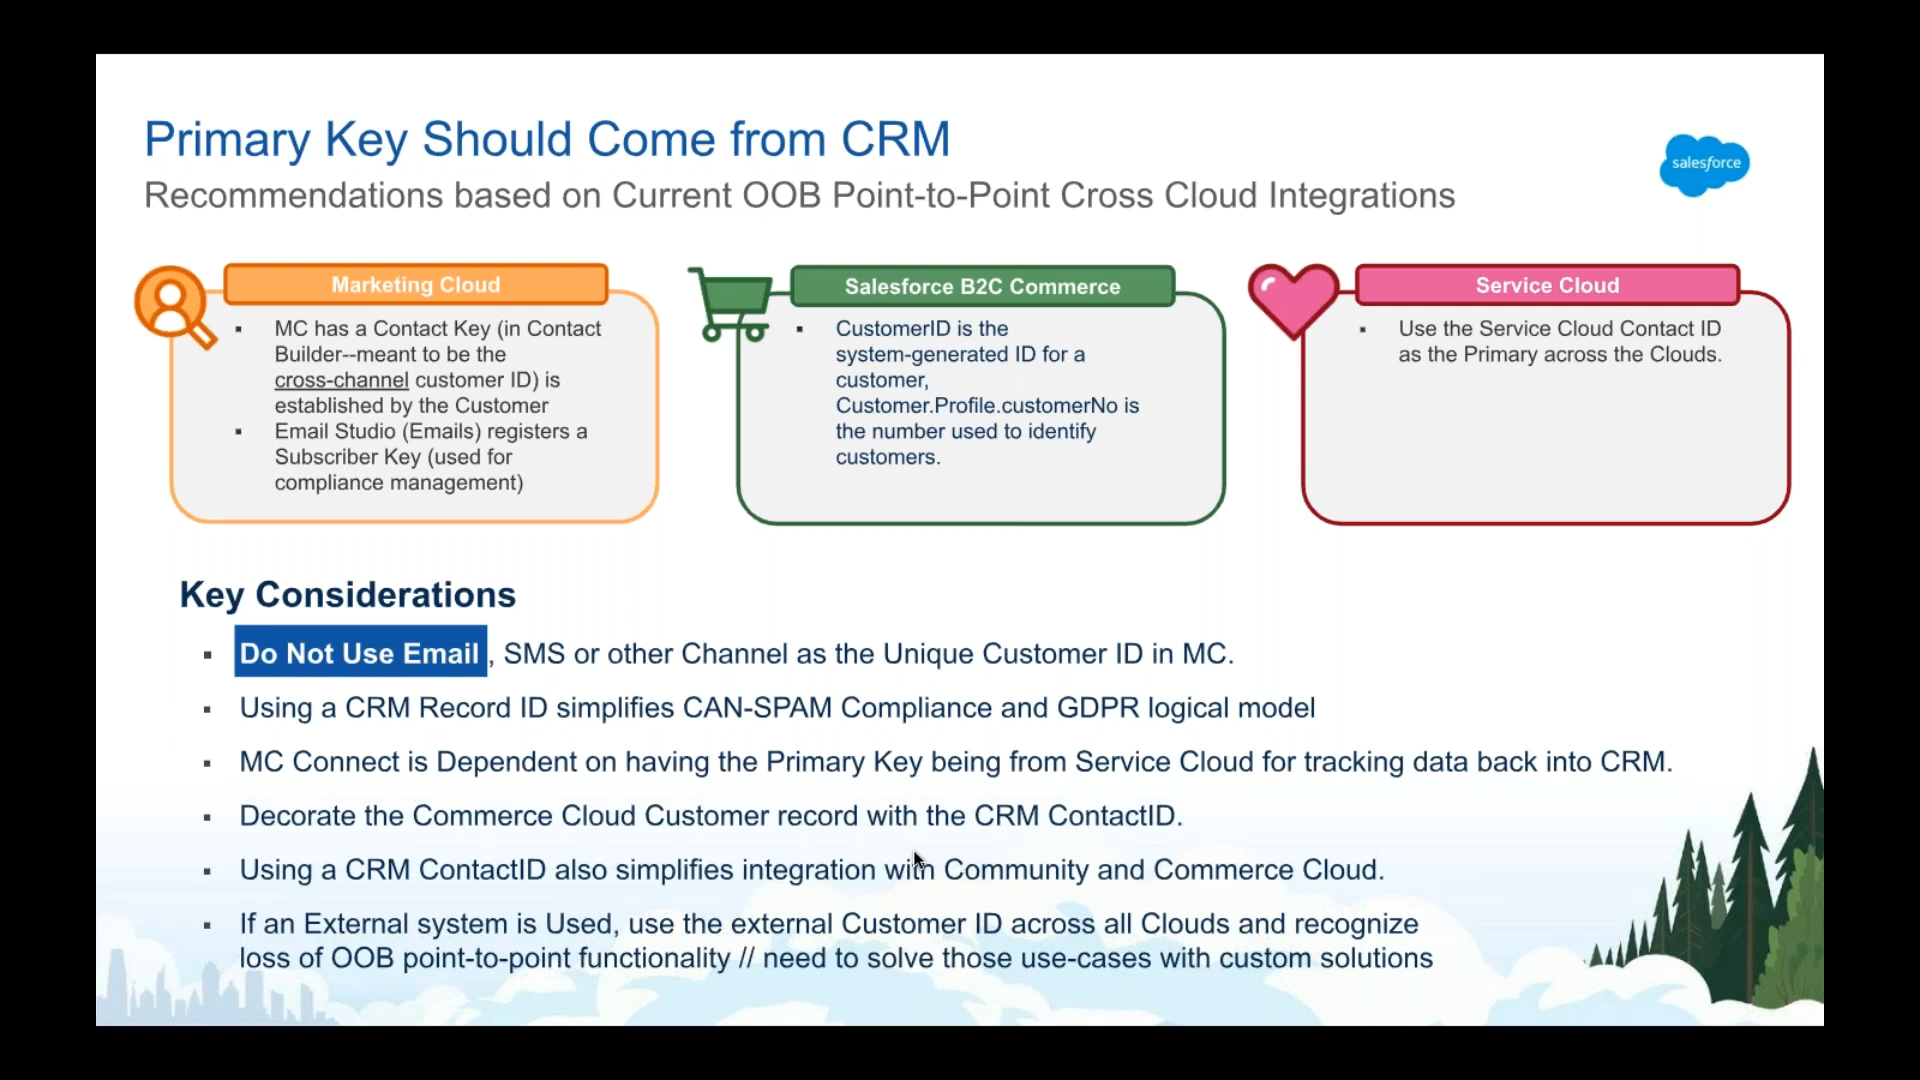 Primary Key Should Come from CRM
Recommendations based on Current OOB Point-to-Point Cross Cloud Integrations
salesforce
Marketing Cloud
▪ MC has a Contact Key (in Contact
Builder--meant to be the
cross-channel customer ID) is
established by the Customer
▪ Email Studio (Emails) registers a
Subscriber Key (used for
compliance management)
Salesforce B2C Commerce
▪ CustomerID is the
system-generated ID for a
customer,
Customer.Profile.customerNo is
the number used to identify
customers.
Service Cloud
▪ Use the Service Cloud Contact ID
as the Primary across the Clouds.
Key Considerations
▪ Do Not Use Email , SMS or other Channel as the Unique Customer ID in MC.
▪ Using a CRM Record ID simplifies CAN-SPAM Compliance and GDPR logical model
▪ MC Connect is Dependent on having the Primary Key being from Service Cloud for tracking data back into CRM.
▪ Decorate the Commerce Cloud Customer record with the CRM ContactID.
▪ Using a CRM ContactID also simplifies integration with Community and Commerce Cloud.
▪ If an External system is Used, use the external Customer ID across all Clouds and recognize
loss of OOB point-to-point functionality // need to solve those use-cases with custom solutions